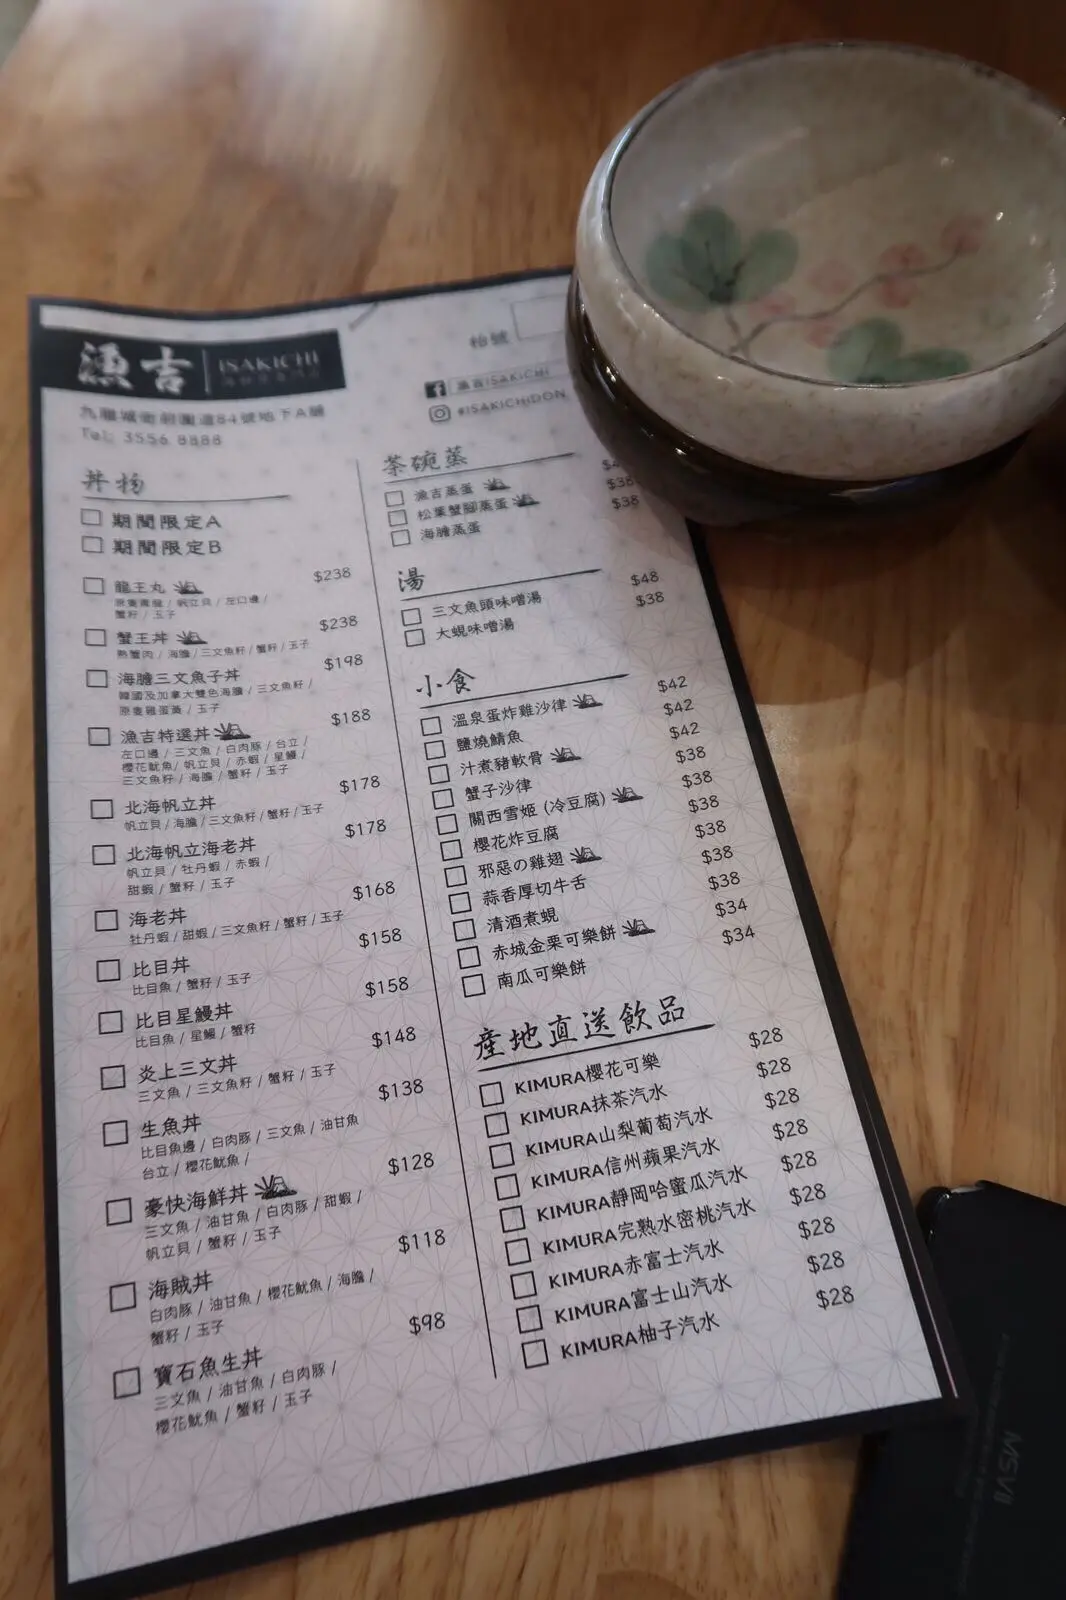 漁吉 ISAKICHI
枱號
漁吉ISAKICHI
#ISAKICHIDON
九龍城衙前圍道84號地下A舖
Tel: 3556 8888
丼物
期間限定A
期間限定B
龍王丸 $238
帆立貝 / 左口邊 /
蟹籽 / 玉子
蟹王丼 $238
熟蟹肉 / 海膽 / 三文魚籽 / 蟹籽 / 玉子
海膽三文魚子丼 $198
韓國及加拿大雙色海膽 / 三文魚籽 /
原隻雞蛋黃 / 玉子
漁吉特選丼 $188
左口邊 / 三文魚 / 白肉豚 / 台立 /
櫻花魷魚 / 帆立貝 / 赤蝦 / 星鰻 /
三文魚籽 / 海膽 / 蟹籽 / 玉子
北海帆立丼 $178
帆立貝 / 海膽 / 三文魚籽 / 蟹籽 / 玉子
北海帆立海老丼 $178
帆立貝 / 牡丹蝦 / 赤蝦 /
甜蝦 / 蟹籽 / 玉子
海老丼 $168
牡丹蝦 / 甜蝦 / 三文魚籽 / 蟹籽 / 玉子
比目丼 $158
比目魚 / 蟹籽 / 玉子
比目星鰻丼 $158
比目魚 / 星鰻 / 蟹籽
炎上三文丼 $148
三文魚 / 三文魚籽 / 蟹籽 / 玉子
生魚丼 $138
比目魚邊 / 白肉豚 / 三文魚 / 油甘魚
台立 / 櫻花魷魚 /
豪快海鮮丼 $128
三文魚 / 油甘魚 / 白肉豚 / 甜蝦 /
帆立貝 / 蟹籽 / 玉子
海賊丼 $118
白肉豚 / 油甘魚 / 櫻花魷魚 / 海膽 /
蟹籽 / 玉子
寶石魚生丼 $98
三文魚 / 油甘魚 / 白肉豚 /
櫻花魷魚 / 蟹籽 / 玉子
茶碗蒸
漁吉蒸蛋
松葉蟹腳蒸蛋 $38
海膽蒸蛋 $38
湯
三文魚頭味噌湯 $48
大蜆味噌湯 $38
小食
溫泉蛋炸雞沙律 $42
鹽燒鯖魚 $42
汁煮豬軟骨 $42
蟹子沙律 $38
關西雪姬 (冷豆腐) $38
櫻花炸豆腐 $38
邪惡の雞翅 $38
蒜香厚切牛舌 $38
清酒煮蜆 $38
赤城金栗可樂餅 $34
南瓜可樂餅 $34
產地直送飲品
KIMURA櫻花可樂 $28
KIMURA抹茶汽水 $28
KIMURA山梨葡萄汽水 $28
KIMURA信州蘋果汽水 $28
KIMURA靜岡哈蜜瓜汽水 $28
KIMURA完熟水密桃汽水 $28
KIMURA赤富士汽水 $28
KIMURA富士山汽水 $28
KIMURA柚子汽水 $28
MSVII